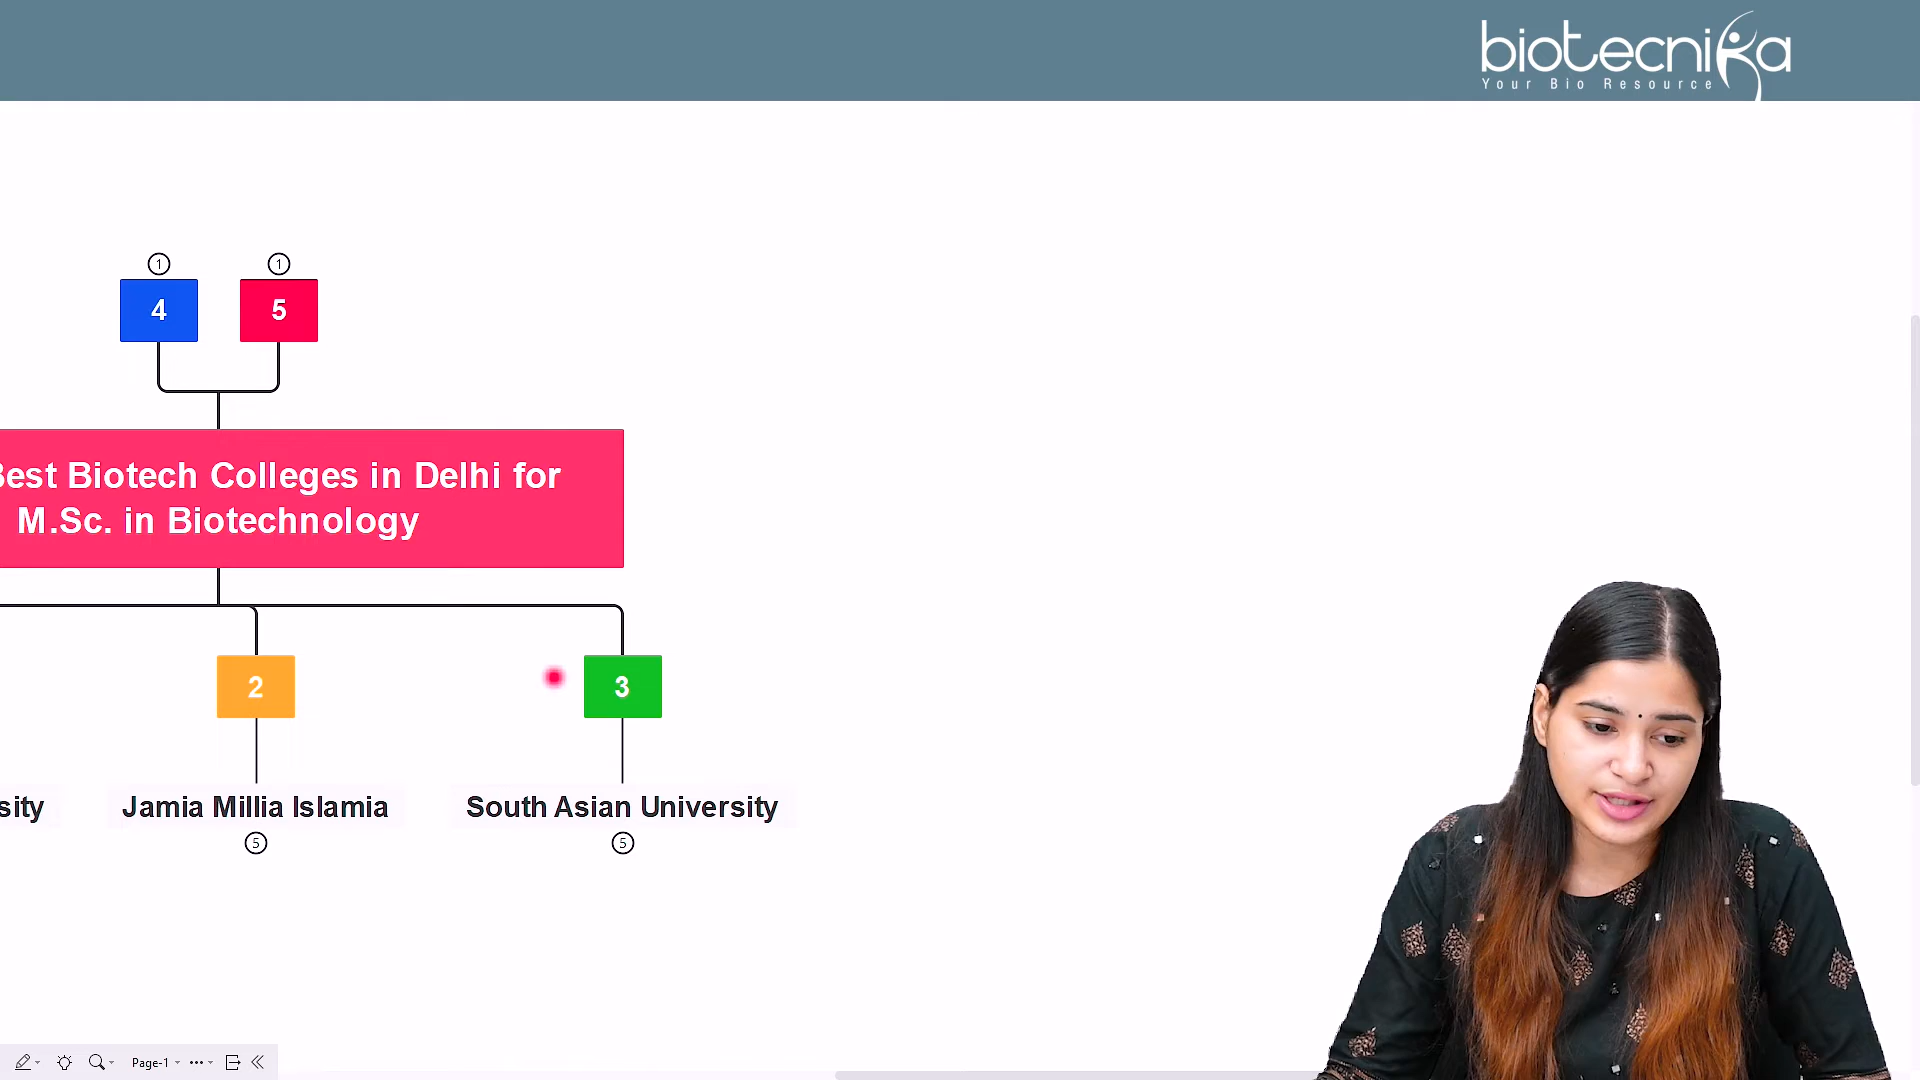 biotecnika
Your Bio Resource
1
1
4
5
Best Biotech Colleges in Delhi for
M.Sc. in Biotechnology
2
3
sity
Jamia Millia Islamia
South Asian University
5
5
Page-1